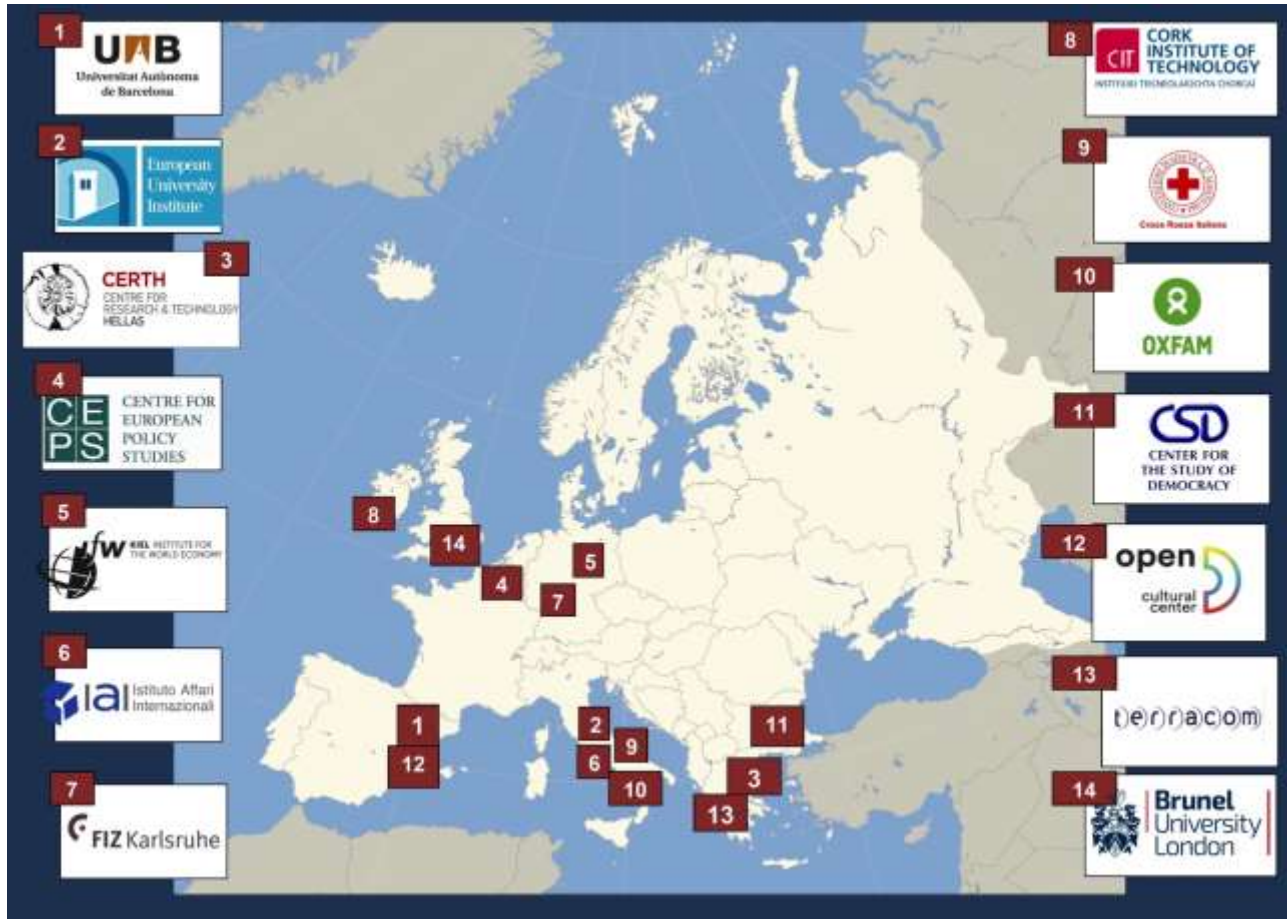 1
UAB
Universitat Autònoma
de Barcelona
2
European
University
Institute
3
CERTH
CENTRE FOR
RESEARCH & TECHNOLOGY
HELLAS
4
CE
PS
CENTRE FOR
EUROPEAN
POLICY
STUDIES
5
ifw
KIEL INSTITUTE FOR
THE WORLD ECONOMY
6
iai
Istituto Affari
Internazionali
7
FIZ Karlsruhe
8
CIT
CORK
INSTITUTE OF
TECHNOLOGY
9
Croce Rossa Italiana
10
OXFAM
11
CSD
CENTER FOR
THE STUDY OF
DEMOCRACY
12
open
cultural
center
13
terracom
14
Brunel
University
London
8
14
4
5
7
1
12
2
6
9
10
11
3
13